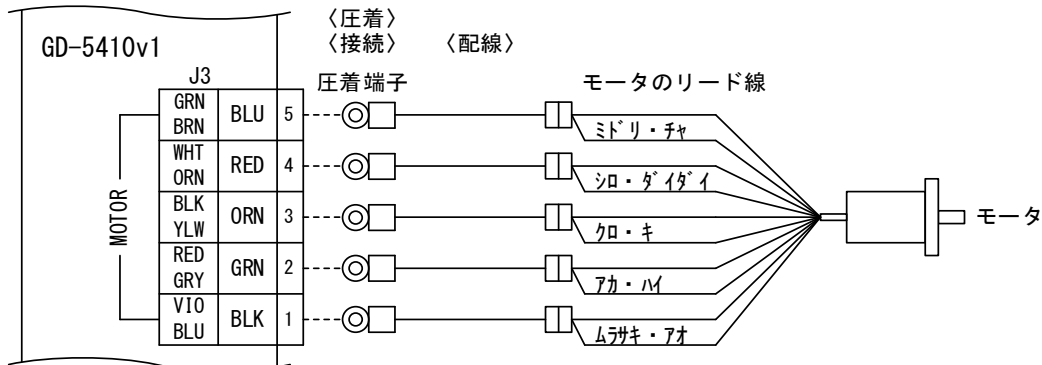 〈圧着〉
〈接続〉 〈配線〉
GD-5410v1
J3
圧着端子
モータのリード線
MOTOR
GRN
BRN
BLU
5
ミドリ・チャ
WHT
ORN
RED
4
シロ・ダイダイ
BLK
YLW
ORN
3
クロ・キ
RED
GRY
GRN
2
アカ・ハイ
VIO
BLU
BLK
1
ムラサキ・アオ
モータ